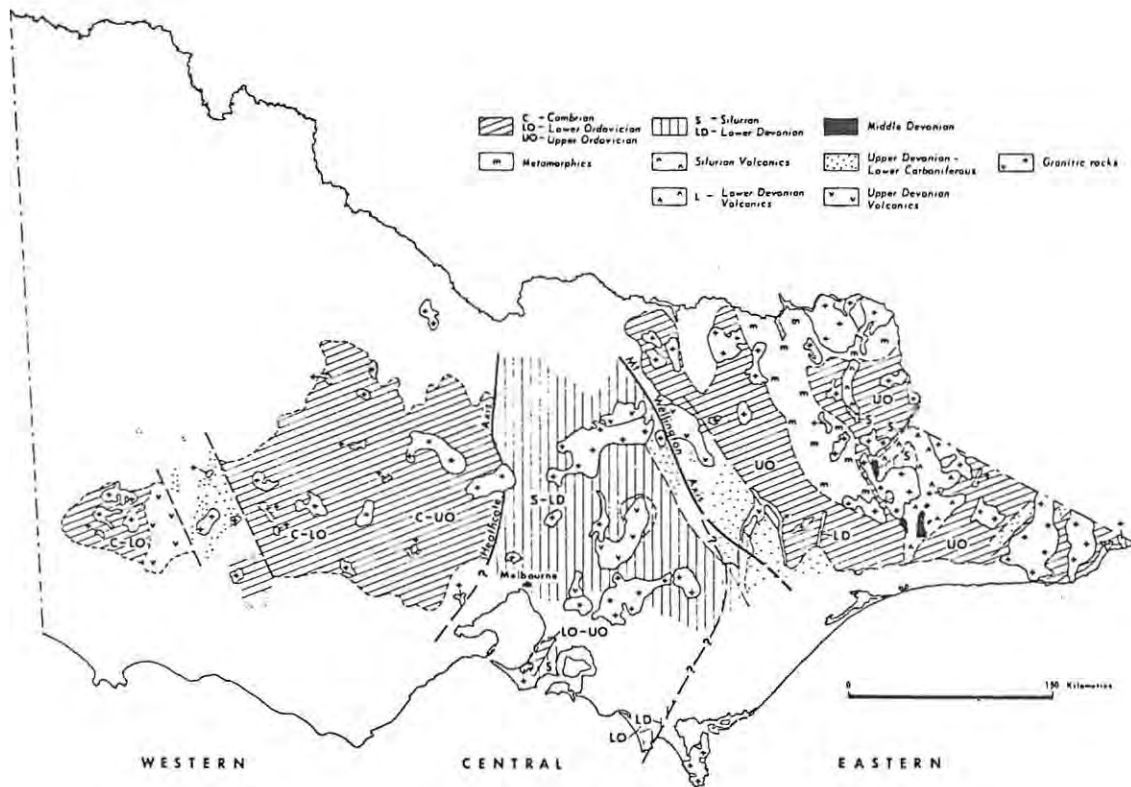 C – Cambrian
LO – Lower Ordovician
UO – Upper Ordovician
S – Silurian
LD – Lower Devonian
Middle Devonian
m Metamorphics
Silurian Volcanics
Upper Devonian – Lower Carboniferous
Granitic rocks
L – Lower Devonian Volcanics
Upper Devonian Volcanics
m
m
m
m
m
m
m
m
m
m
UO
Mt
Wellington
Axis
?
Heathcote
Axis
?
S
S
UO
S–LD
C–UO
C–LO
C–LO
LD
UO
Melbourne
LO–UO
S
?
?
LD
LO
0
150 Kilometres
WESTERN
CENTRAL
EASTERN